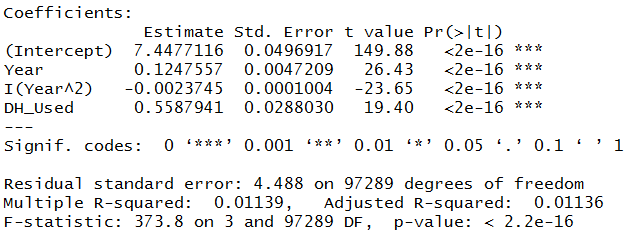 Coefficients:
Estimate Std. Error t value Pr(>|t|)
(Intercept) 7.4477116 0.0496917 149.88 <2e-16 ***
Year 0.1247557 0.0047209 26.43 <2e-16 ***
I(Year^2) -0.0023745 0.0001004 -23.65 <2e-16 ***
DH_Used 0.5587941 0.0288030 19.40 <2e-16 ***
---
Signif. codes: 0 ‘***’ 0.001 ‘**’ 0.01 ‘*’ 0.05 ‘.’ 0.1 ‘ ’ 1
Residual standard error: 4.488 on 97289 degrees of freedom
Multiple R-squared: 0.01139, Adjusted R-squared: 0.01136
F-statistic: 373.8 on 3 and 97289 DF, p-value: < 2.2e-16